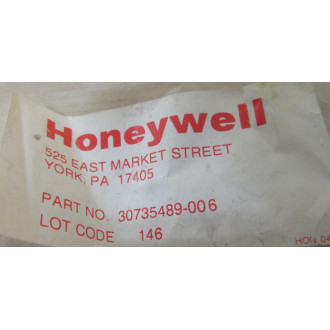 Honeywell
525 EAST MARKET STREET
YORK, PA 17405
PART NO. 30735489-006
LOT CODE 146